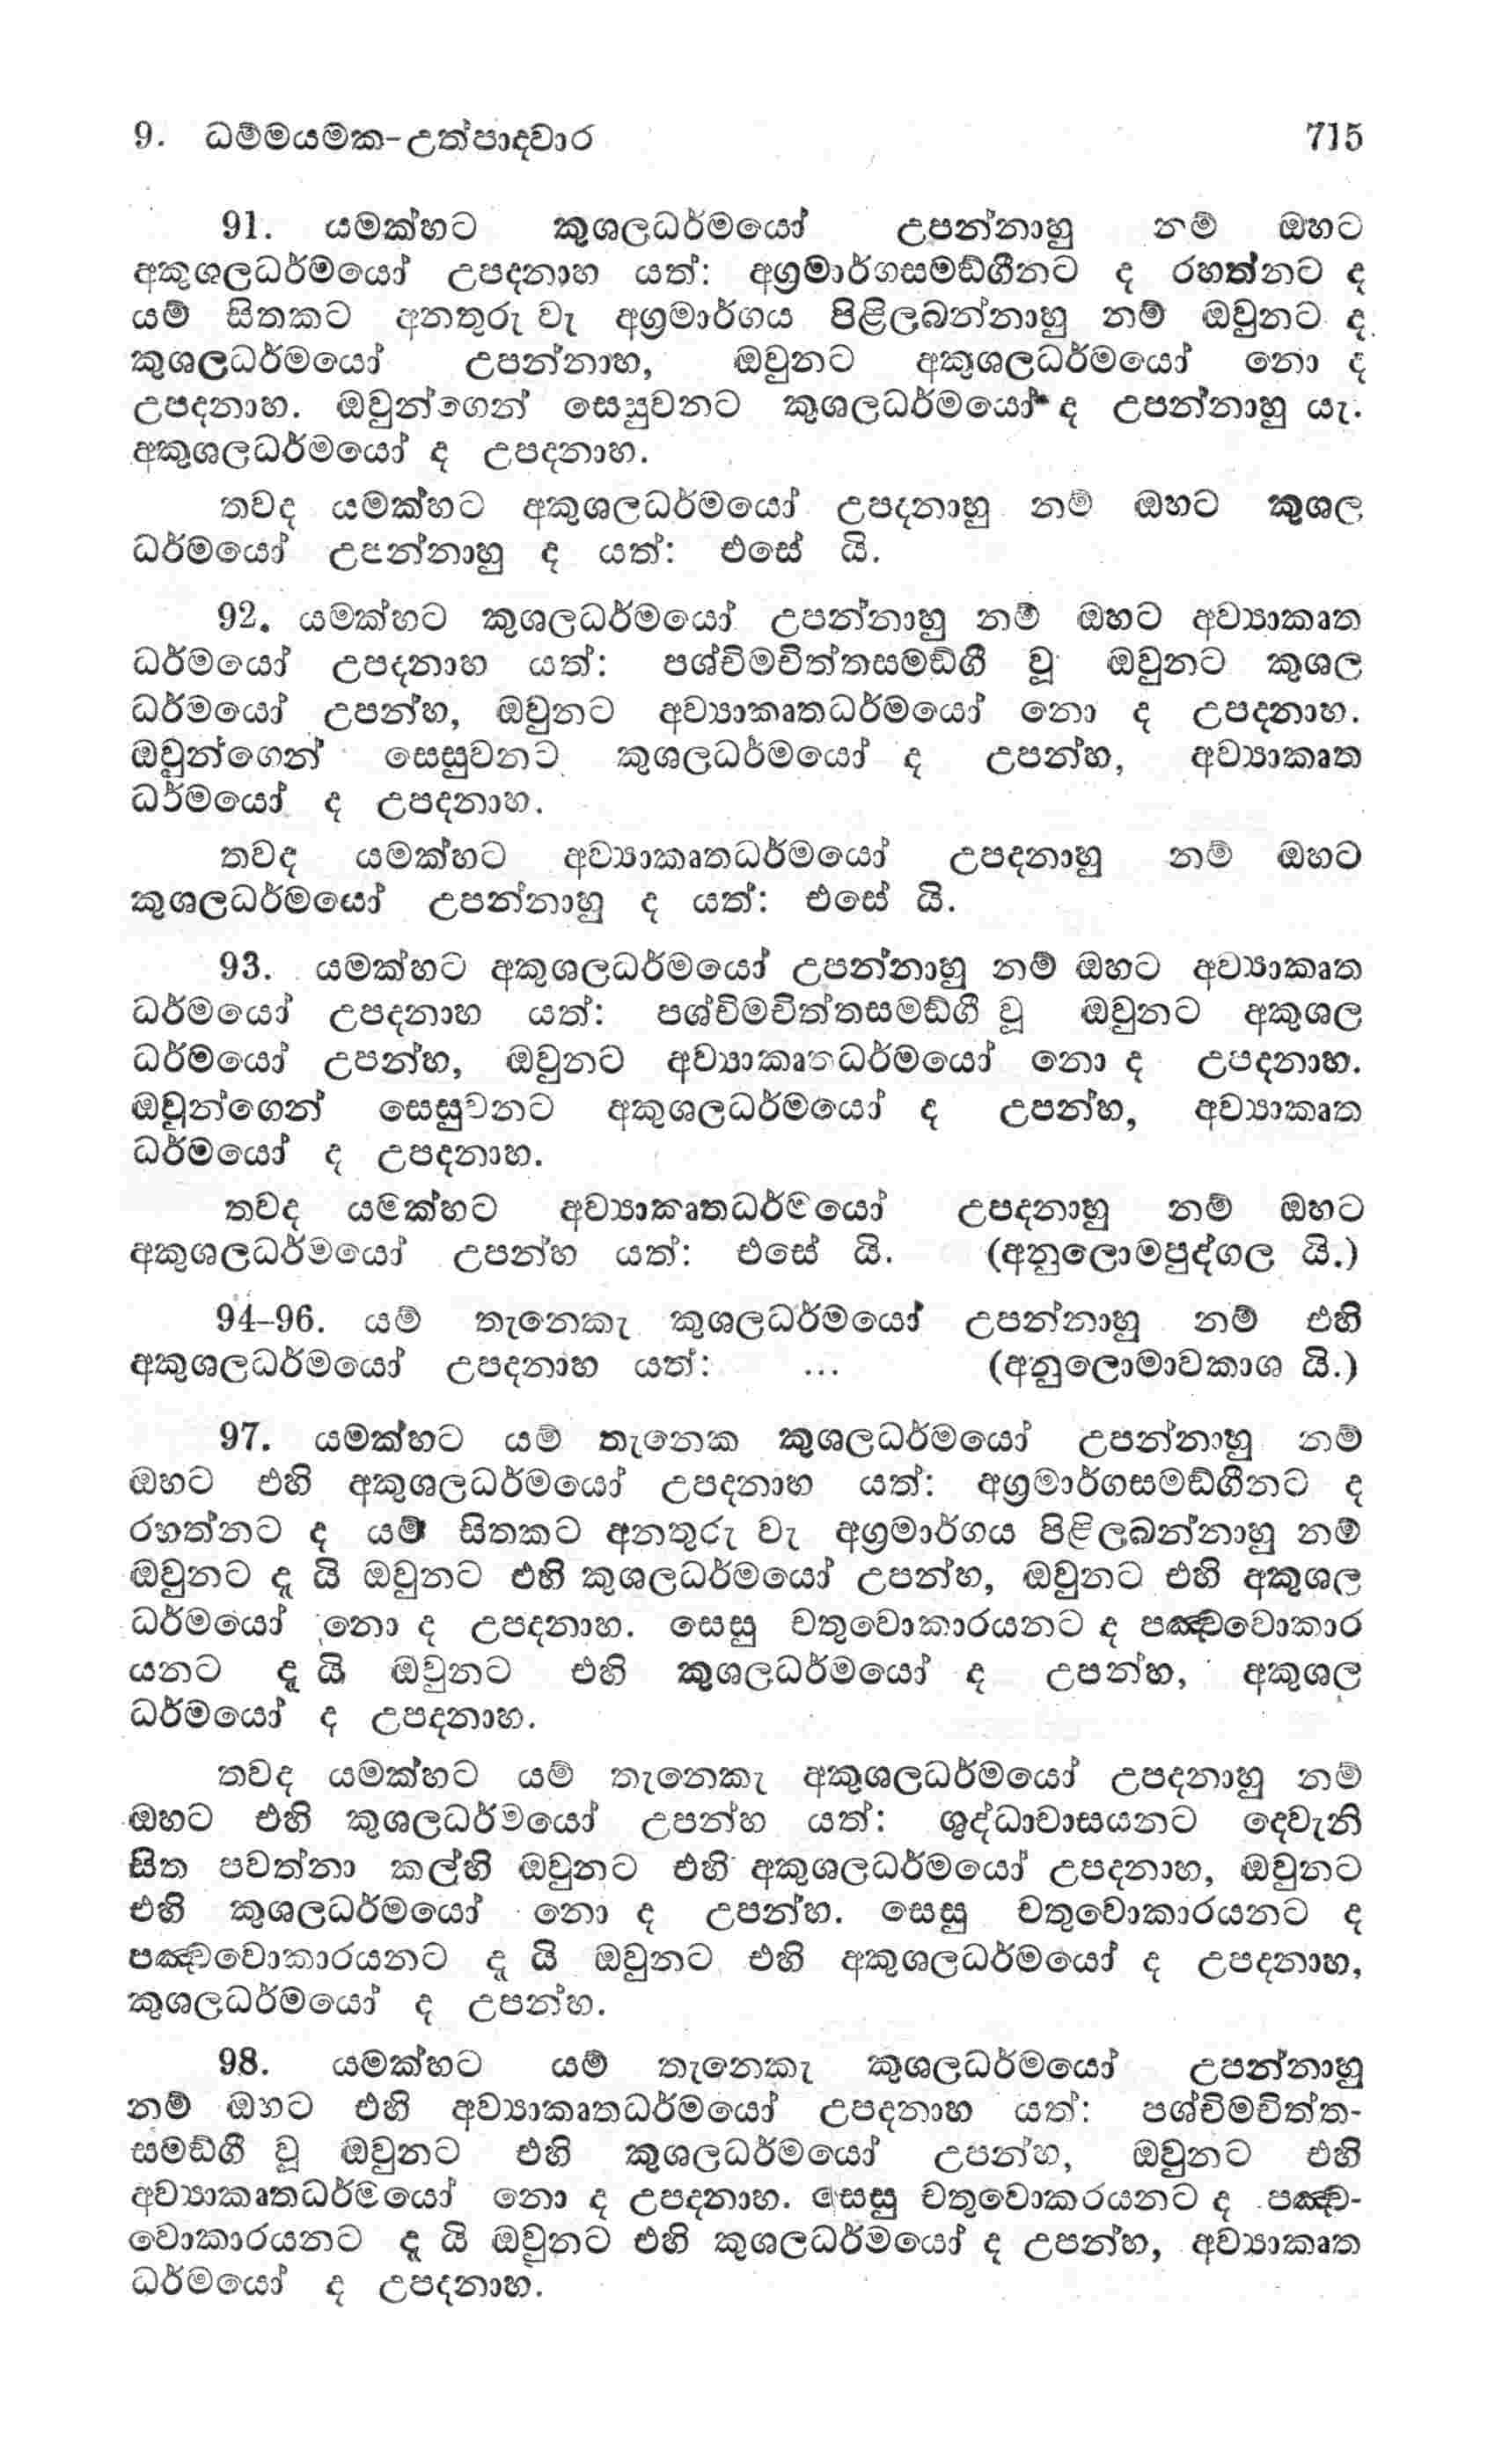 9. ධම්මයමක-උත්පාදවාර 715
91. යමක්හට කුශලධර්මයෝ උපන්නාහු නම් ඔහට
අකුශලධර්මයෝ උපදනාහ යත්: අග්‍රමාර්ගසමඞ්ගීනට ද රහත්නට ද
යම් සිතකට අනතුරු වැ අග්‍රමාර්ගය පිළිලබන්නාහු නම් ඔවුනට ද
කුශලධර්මයෝ උපන්නාහ, ඔවුනට අකුශලධර්මයෝ නො ද
උපදනාහ. ඔවුන්ගෙන් සෙසුවනට කුශලධර්මයෝ ද උපන්නාහු යැ.
අකුශලධර්මයෝ ද උපදනාහ.
තවද යමක්හට අකුශලධර්මයෝ උපදනාහු නම් ඔහට කුශල
ධර්මයෝ උපන්නාහු ද යත්: එසේ යි.
92. යමක්හට කුශලධර්මයෝ උපන්නාහු නම් ඔහට අව්‍යාකෘත
ධර්මයෝ උපදනාහ යත්: පශ්චිමචිත්තසමඞ්ගී වූ ඔවුනට කුශල
ධර්මයෝ උපන්හ, ඔවුනට අව්‍යාකෘතධර්මයෝ නො ද උපදනාහ.
ඔවුන්ගෙන් සෙසුවනට කුශලධර්මයෝ ද උපන්හ, අව්‍යාකෘත
ධර්මයෝ ද උපදනාහ.
තවද යමක්හට අව්‍යාකෘතධර්මයෝ උපදනාහු නම් ඔහට
කුශලධර්මයෝ උපන්නාහු ද යත්: එසේ යි.
93. යමක්හට අකුශලධර්මයෝ උපන්නාහු නම් ඔහට අව්‍යාකෘත
ධර්මයෝ උපදනාහ යත්: පශ්චිමචිත්තසමඞ්ගී වූ ඔවුනට අකුශල
ධර්මයෝ උපන්හ, ඔවුනට අව්‍යාකෘතධර්මයෝ නො ද උපදනාහ.
ඔවුන්ගෙන් සෙසුවනට අකුශලධර්මයෝ ද උපන්හ, අව්‍යාකෘත
ධර්මයෝ ද උපදනාහ.
තවද යමක්හට අව්‍යාකෘතධර්මයෝ උපදනාහු නම් ඔහට
අකුශලධර්මයෝ උපන්හ යත්: එසේ යි. (අනුලොමපුද්ගල යි.)
94–96. යම් තැනෙකැ කුශලධර්මයෝ උපන්නාහු නම් එහි
අකුශලධර්මයෝ උපදනාහ යත්: ... (අනුලොමාවකාශ යි.)
97. යමක්හට යම් තැනෙක කුශලධර්මයෝ උපන්නාහු නම්
ඔහට එහි අකුශලධර්මයෝ උපදනාහ යත්: අග්‍රමාර්ගසමඞ්ගීනට ද
රහත්නට ද යම් සිතකට අනතුරු වැ අග්‍රමාර්ගය පිළිලබන්නාහු නම්
ඔවුනට දැ යි ඔවුනට එහි කුශලධර්මයෝ උපන්හ, ඔවුනට එහි අකුශල
ධර්මයෝ නො ද උපදනාහ. සෙසු චතුවොකාරයනට ද පඤ්චවොකාර
යනට දැ යි ඔවුනට එහි කුශලධර්මයෝ ද උපන්හ, අකුශල
ධර්මයෝ ද උපදනාහ.
තවද යමක්හට යම් තැනෙකැ අකුශලධර්මයෝ උපදනාහු නම්
ඔහට එහි කුශලධර්මයෝ උපන්හ යත්: ශුද්ධාවාසයනට දෙවැනි
සිත පවත්නා කල්හි ඔවුනට එහි අකුශලධර්මයෝ උපදනාහ, ඔවුනට
එහි කුශලධර්මයෝ නො ද උපන්හ. සෙසු චතුවොකාරයනට ද
පඤ්චවොකාරයනට දැ යි ඔවුනට එහි අකුශලධර්මයෝ ද උපදනාහ,
කුශලධර්මයෝ ද උපන්හ.
98. යමක්හට යම් තැනෙකැ කුශලධර්මයෝ උපන්නාහු
නම් ඔහට එහි අව්‍යාකෘතධර්මයෝ උපදනාහ යත්: පශ්චිමචිත්ත-
සමඞ්ගී වූ ඔවුනට එහි කුශලධර්මයෝ උපන්හ, ඔවුනට එහි
අව්‍යාකෘතධර්මයෝ නො ද උපදනාහ. සෙසු චතුවොකරයනට ද පඤ්ච-
වොකාරයනට දැ යි ඔවුනට එහි කුශලධර්මයෝ ද උපන්හ, අව්‍යාකෘත
ධර්මයෝ ද උපදනාහ.